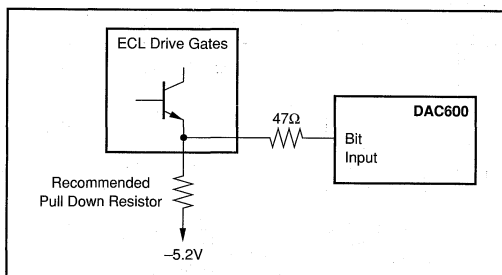 ECL Drive Gates
47Ω
DAC600
Bit
Input
Recommended
Pull Down Resistor
–5.2V